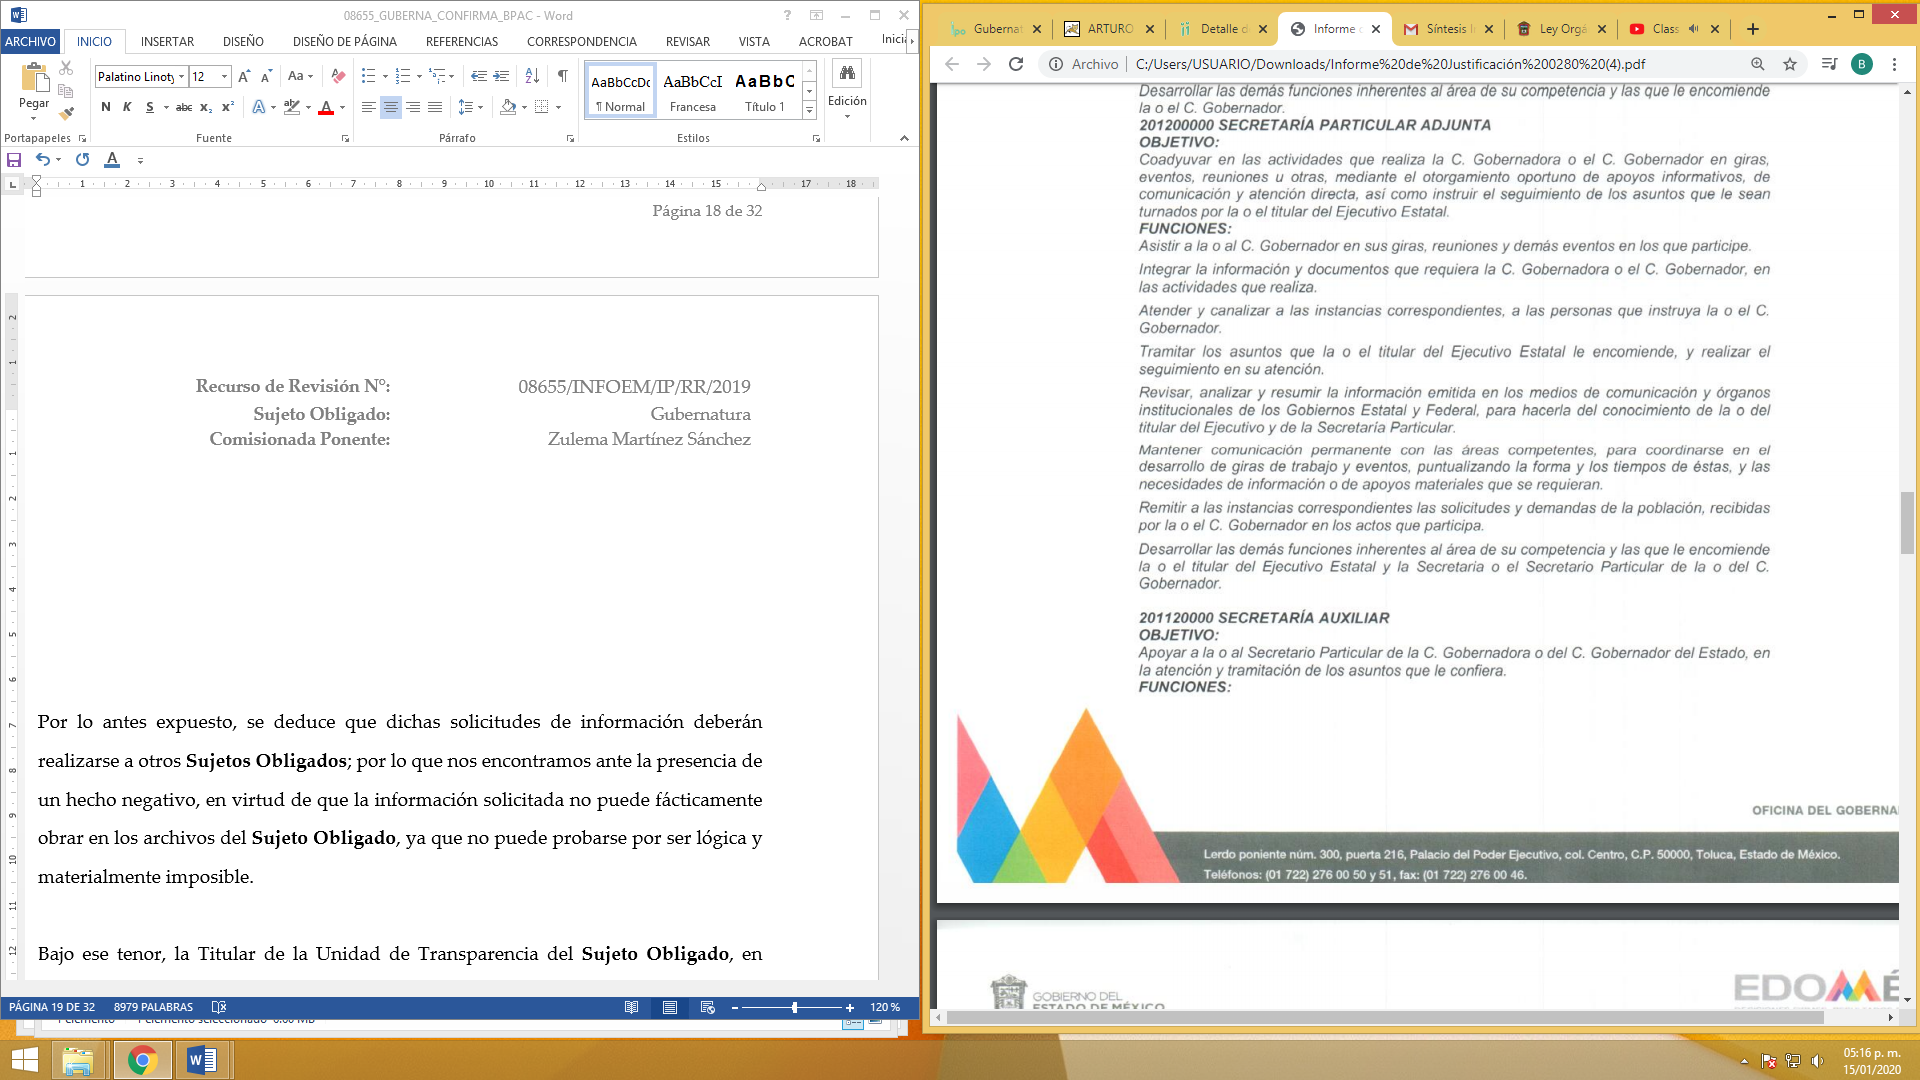 08655_GUBERNA_CONFIRMA_BPAC - Word
ARCHIVO
INICIO
INSERTAR
DISEÑO
DISEÑO DE PÁGINA
REFERENCIAS
CORRESPONDENCIA
REVISAR
VISTA
ACROBAT
Inicia
Pegar
Palatino Linoty
12
Aa
N K S abc x₂ x²
AaBbCcDc
AaBbCcI
AaBbC
¶ Normal
Francesa
Título 1
Edición
Portapapeles
Fuente
Párrafo
Estilos
Página 18 de 32
Recurso de Revisión N°: 08655/INFOEM/IP/RR/2019
Sujeto Obligado: Gubernatura
Comisionada Ponente: Zulema Martínez Sánchez
Por lo antes expuesto, se deduce que dichas solicitudes de información deberán
realizarse a otros Sujetos Obligados; por lo que nos encontramos ante la presencia de
un hecho negativo, en virtud de que la información solicitada no puede fácticamente
obrar en los archivos del Sujeto Obligado, ya que no puede probarse por ser lógica y
materialmente imposible.
Bajo ese tenor, la Titular de la Unidad de Transparencia del Sujeto Obligado, en
PÁGINA 19 DE 32
8979 PALABRAS
120 %
Gubernat
ARTURO
Detalle d
Informe
Síntesis I
Ley Orgá
Class
Archivo | C:/Users/USUARIO/Downloads/Informe%20de%20Justificación%200280%20(4).pdf
B
Desarrollar las demás funciones inherentes al área de su competencia y las que le encomiende
la o el C. Gobernador.
201200000 SECRETARÍA PARTICULAR ADJUNTA
OBJETIVO:
Coadyuvar en las actividades que realiza la C. Gobernadora o el C. Gobernador en giras,
eventos, reuniones u otras, mediante el otorgamiento oportuno de apoyos informativos, de
comunicación y atención directa, así como instruir el seguimiento de los asuntos que le sean
turnados por la o el titular del Ejecutivo Estatal.
FUNCIONES:
Asistir a la o al C. Gobernador en sus giras, reuniones y demás eventos en los que participe.
Integrar la información y documentos que requiera la C. Gobernadora o el C. Gobernador, en
las actividades que realiza.
Atender y canalizar a las instancias correspondientes, a las personas que instruya la o el C.
Gobernador.
Tramitar los asuntos que la o el titular del Ejecutivo Estatal le encomiende, y realizar el
seguimiento en su atención.
Revisar, analizar y resumir la información emitida en los medios de comunicación y órganos
institucionales de los Gobiernos Estatal y Federal, para hacerla del conocimiento de la o del
titular del Ejecutivo y de la Secretaría Particular.
Mantener comunicación permanente con las áreas competentes, para coordinarse en el
desarrollo de giras de trabajo y eventos, puntualizando la forma y los tiempos de éstas, y las
necesidades de información o de apoyos materiales que se requieran.
Remitir a las instancias correspondientes las solicitudes y demandas de la población, recibidas
por la o el C. Gobernador en los actos que participa.
Desarrollar las demás funciones inherentes al área de su competencia y las que le encomiende
la o el titular del Ejecutivo Estatal y la Secretaria o el Secretario Particular de la o del C.
Gobernador.
201120000 SECRETARÍA AUXILIAR
OBJETIVO:
Apoyar a la o al Secretario Particular de la C. Gobernadora o del C. Gobernador del Estado, en
la atención y tramitación de los asuntos que le confiera.
FUNCIONES:
OFICINA DEL GOBERNA
Lerdo poniente núm. 300, puerta 216, Palacio del Poder Ejecutivo, col. Centro, C.P. 50000, Toluca, Estado de México.
Teléfonos: (01 722) 276 00 50 y 51, fax: (01 722) 276 00 46.
GOBIERNO DEL
ESTADO DE MÉXICO
EDOMÉ
05:16 p. m.
15/01/2020